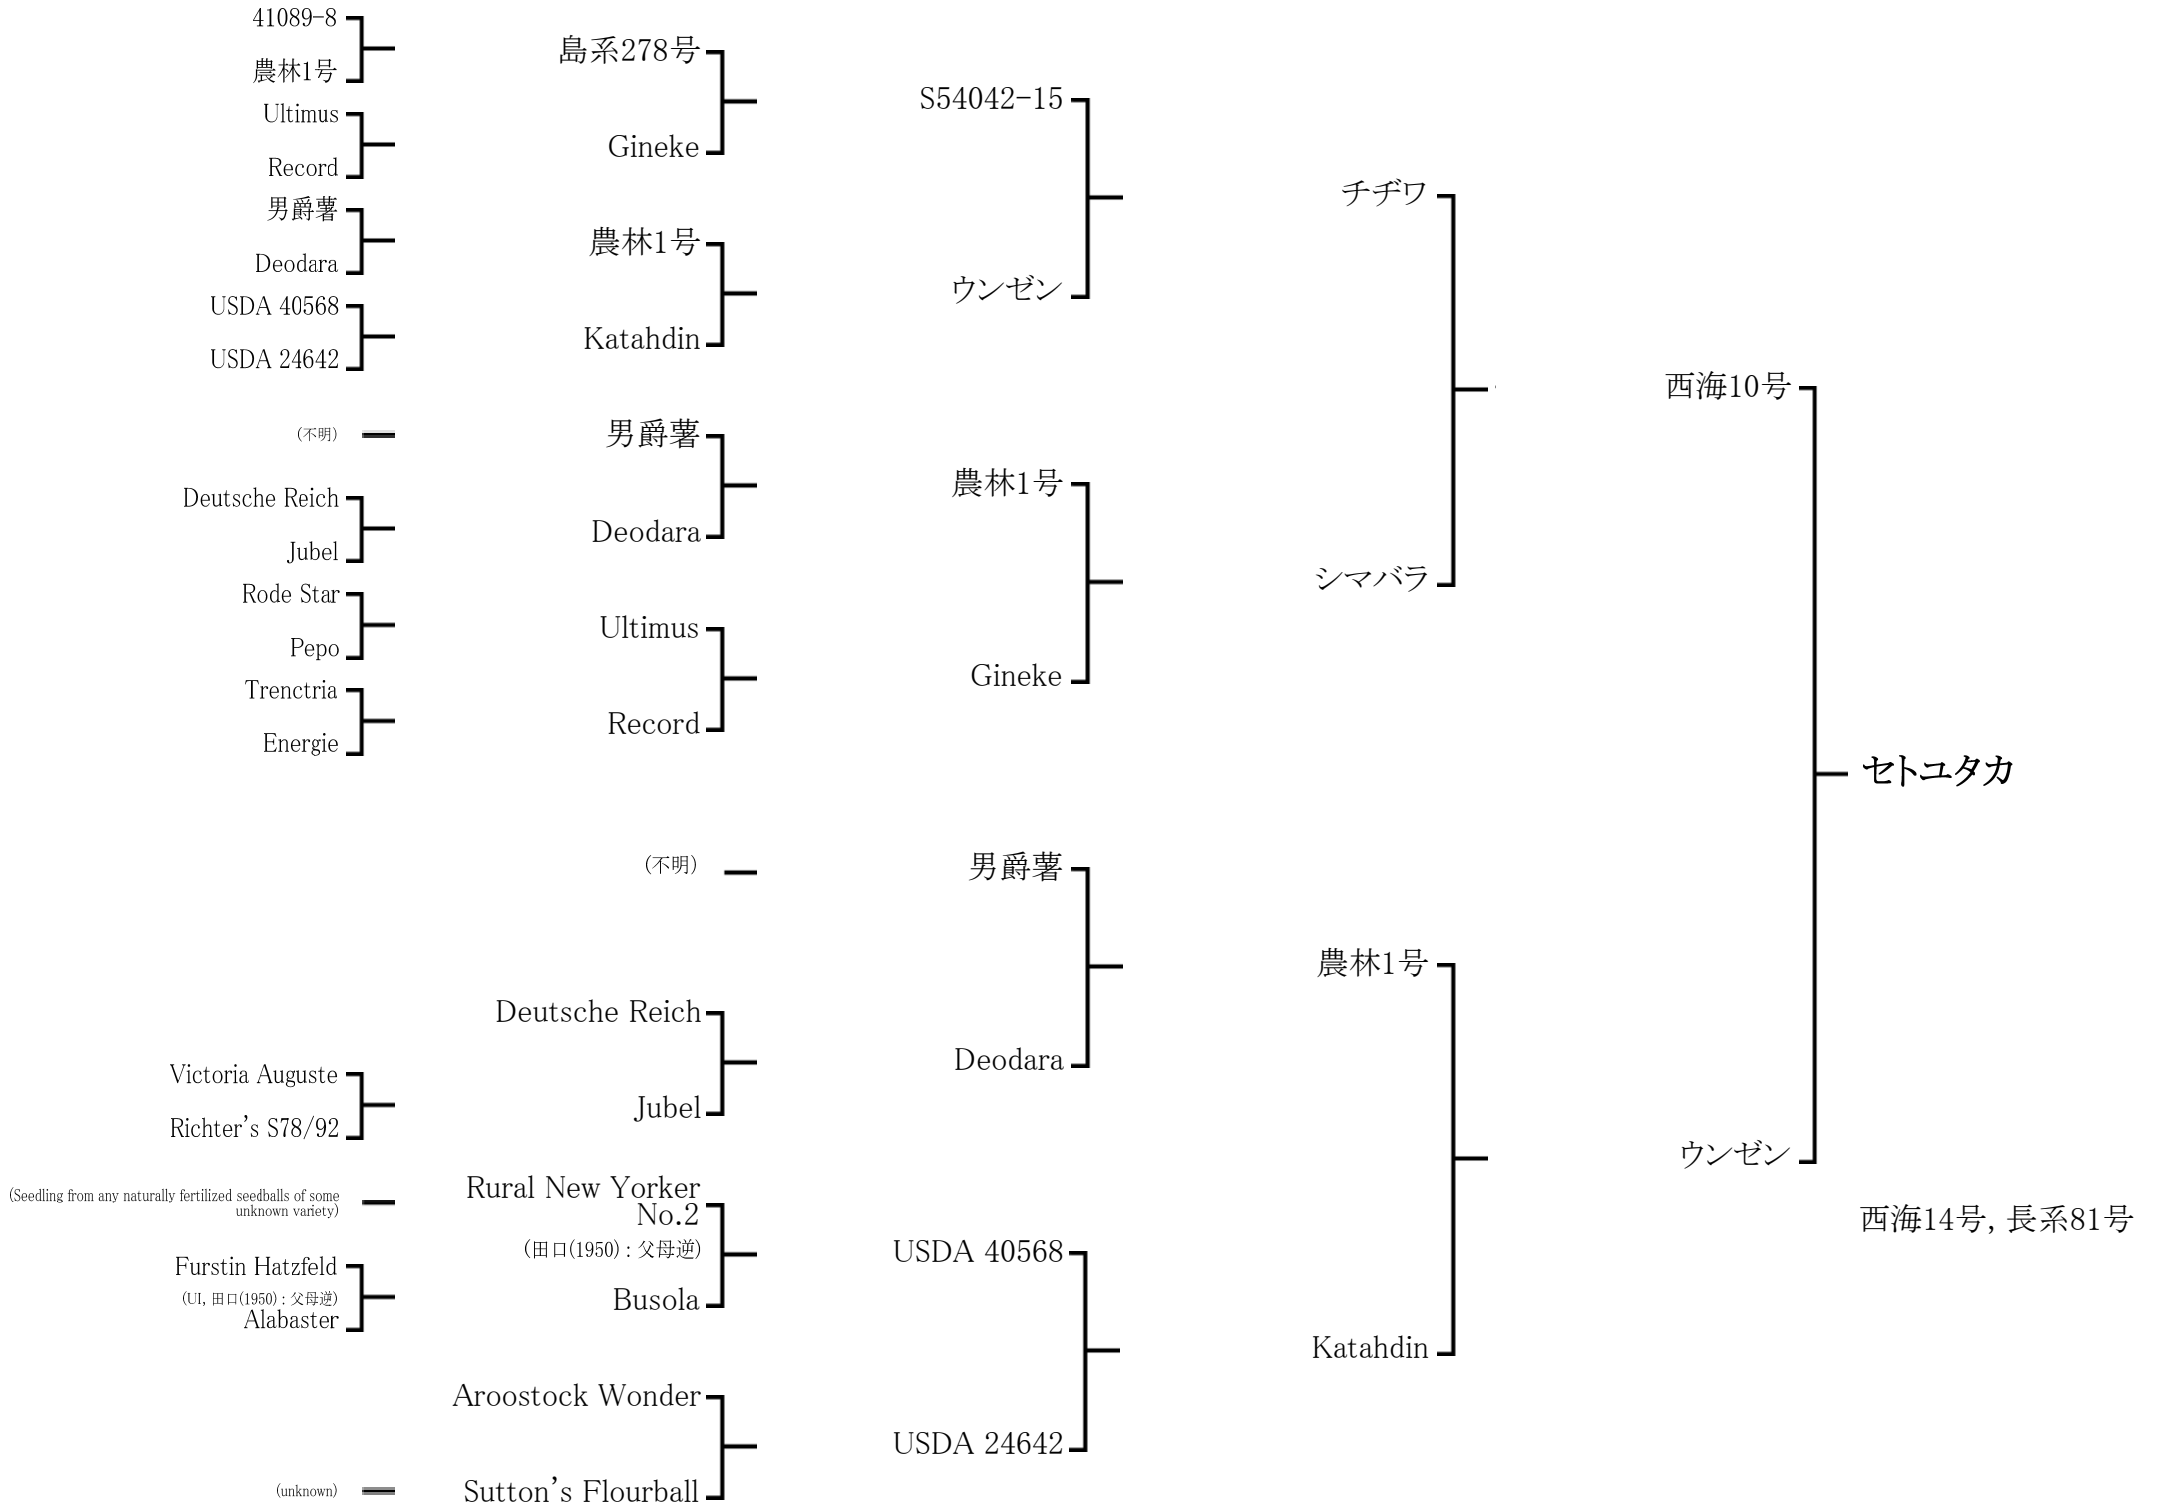 41089-8
農林1号
Ultimus
Record
男爵薯
Deodara
USDA 40568
USDA 24642
(不明)
Deutsche Reich
Jubel
Rode Star
Pepo
Trenctria
Energie
Victoria Auguste
Richter's S78/92
(Seedling from any naturally fertilized seedballs of some
unknown variety)
Furstin Hatzfeld
(UI, 田口(1950) : 父母逆)
Alabaster
(unknown)
島系278号
Gineke
農林1号
Katahdin
男爵薯
Deodara
Ultimus
Record
(不明)
Deutsche Reich
Jubel
Rural New Yorker
No.2
(田口(1950) : 父母逆)
Busola
Aroostock Wonder
Sutton's Flourball
S54042-15
ウンゼン
農林1号
Gineke
男爵薯
Deodara
USDA 40568
USDA 24642
チヂワ
シマバラ
農林1号
Katahdin
西海10号
ウンゼン
セトユタカ
西海14号, 長系81号